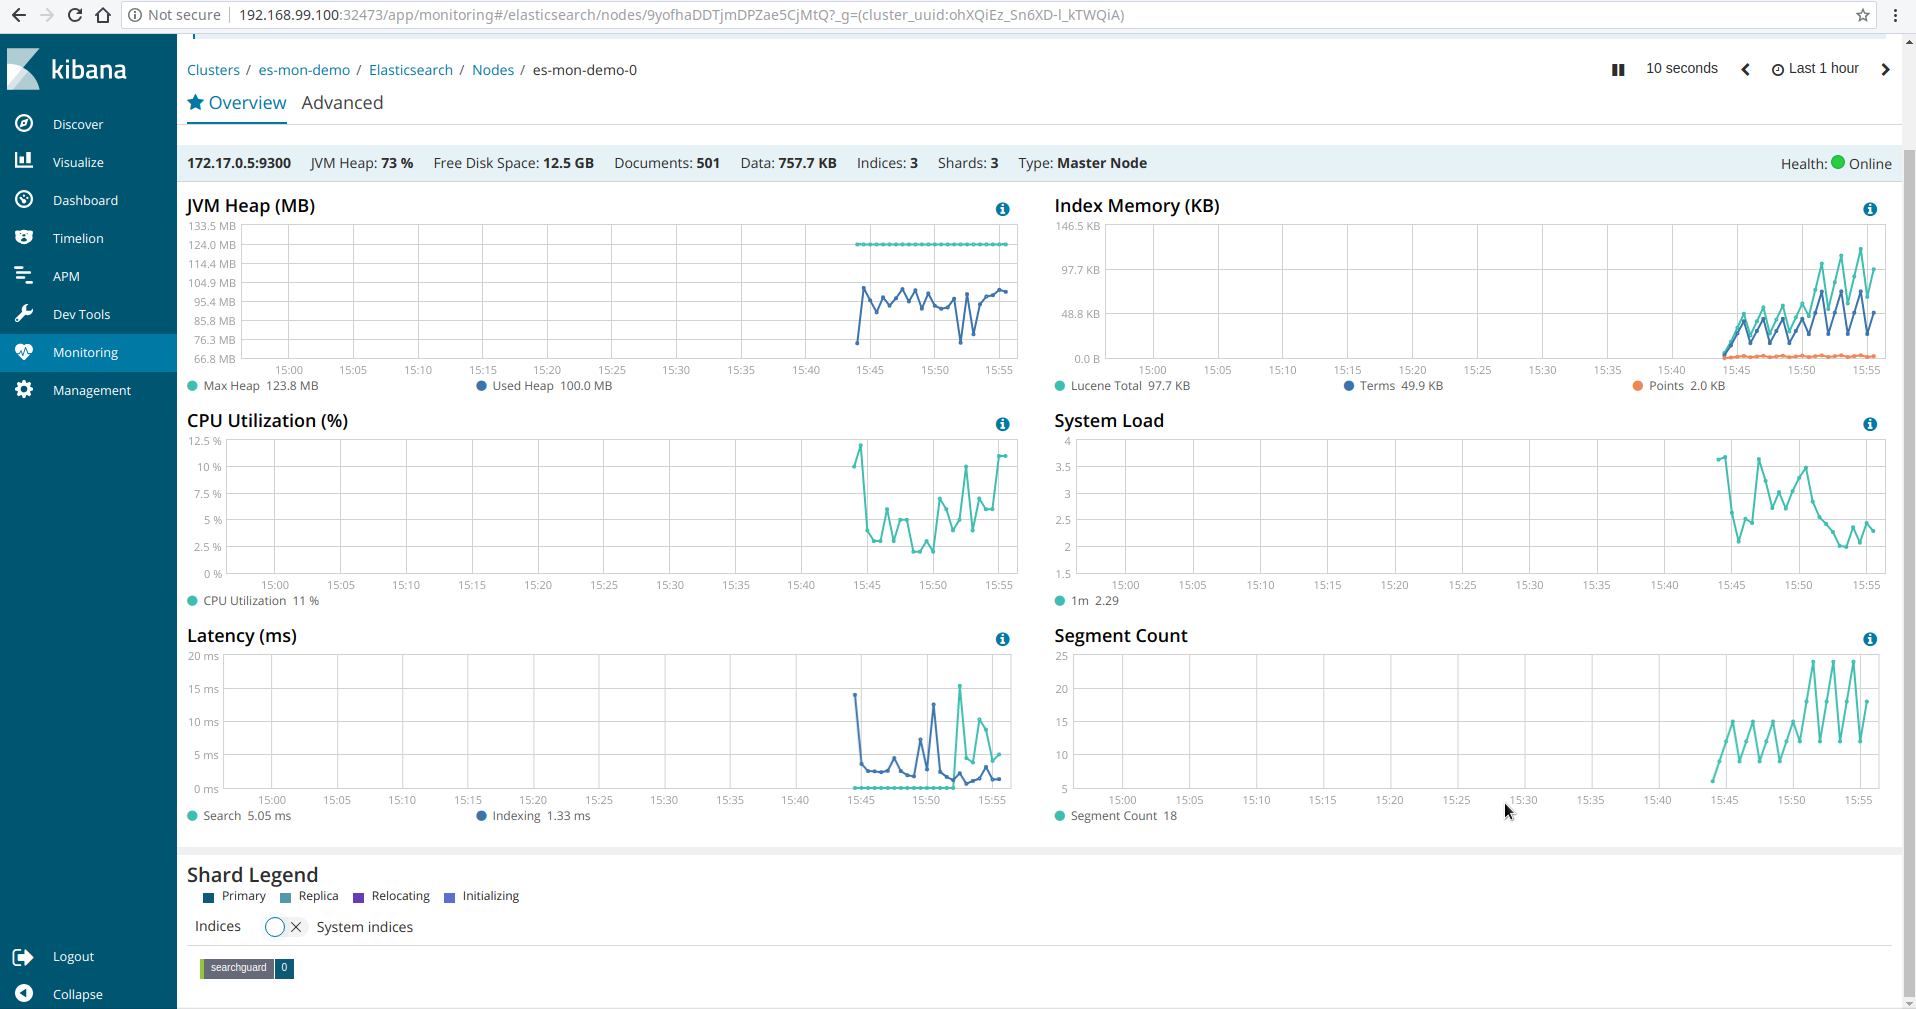 Not secure 192.168.99.100:32473/app/monitoring#/elasticsearch/nodes/9yofhaDDTjmDPZae5CjMtQ?_g=(cluster_uuid:ohXQiEz_Sn6XD-l_kTWQiA)
kibana
Discover
Visualize
Dashboard
Timelion
APM
Dev Tools
Monitoring
Management
Logout
Collapse
Clusters / es-mon-demo / Elasticsearch / Nodes / es-mon-demo-0
10 seconds Last 1 hour
Overview Advanced
172.17.0.5:9300 JVM Heap: 73 % Free Disk Space: 12.5 GB Documents: 501 Data: 757.7 KB Indices: 3 Shards: 3 Type: Master Node Health: Online
JVM Heap (MB)
133.5 MB
124.0 MB
114.4 MB
104.9 MB
95.4 MB
85.8 MB
76.3 MB
66.8 MB
15:00 15:05 15:10 15:15 15:20 15:25 15:30 15:35 15:40 15:45 15:50 15:55
Max Heap 123.8 MB Used Heap 100.0 MB
Index Memory (KB)
146.5 KB
97.7 KB
48.8 KB
0.0 B
15:00 15:05 15:10 15:15 15:20 15:25 15:30 15:35 15:40 15:45 15:50 15:55
Lucene Total 97.7 KB Terms 49.9 KB Points 2.0 KB
CPU Utilization (%)
12.5 %
10 %
7.5 %
5 %
2.5 %
0 %
15:00 15:05 15:10 15:15 15:20 15:25 15:30 15:35 15:40 15:45 15:50 15:55
CPU Utilization 11 %
System Load
4
3.5
3
2.5
2
1.5
15:00 15:05 15:10 15:15 15:20 15:25 15:30 15:35 15:40 15:45 15:50 15:55
1m 2.29
Latency (ms)
20 ms
15 ms
10 ms
5 ms
0 ms
15:00 15:05 15:10 15:15 15:20 15:25 15:30 15:35 15:40 15:45 15:50 15:55
Search 5.05 ms Indexing 1.33 ms
Segment Count
25
20
15
10
5
15:00 15:05 15:10 15:15 15:20 15:25 15:30 15:35 15:40 15:45 15:50 15:55
Segment Count 18
Shard Legend
Primary Replica Relocating Initializing
Indices System indices
searchguard 0